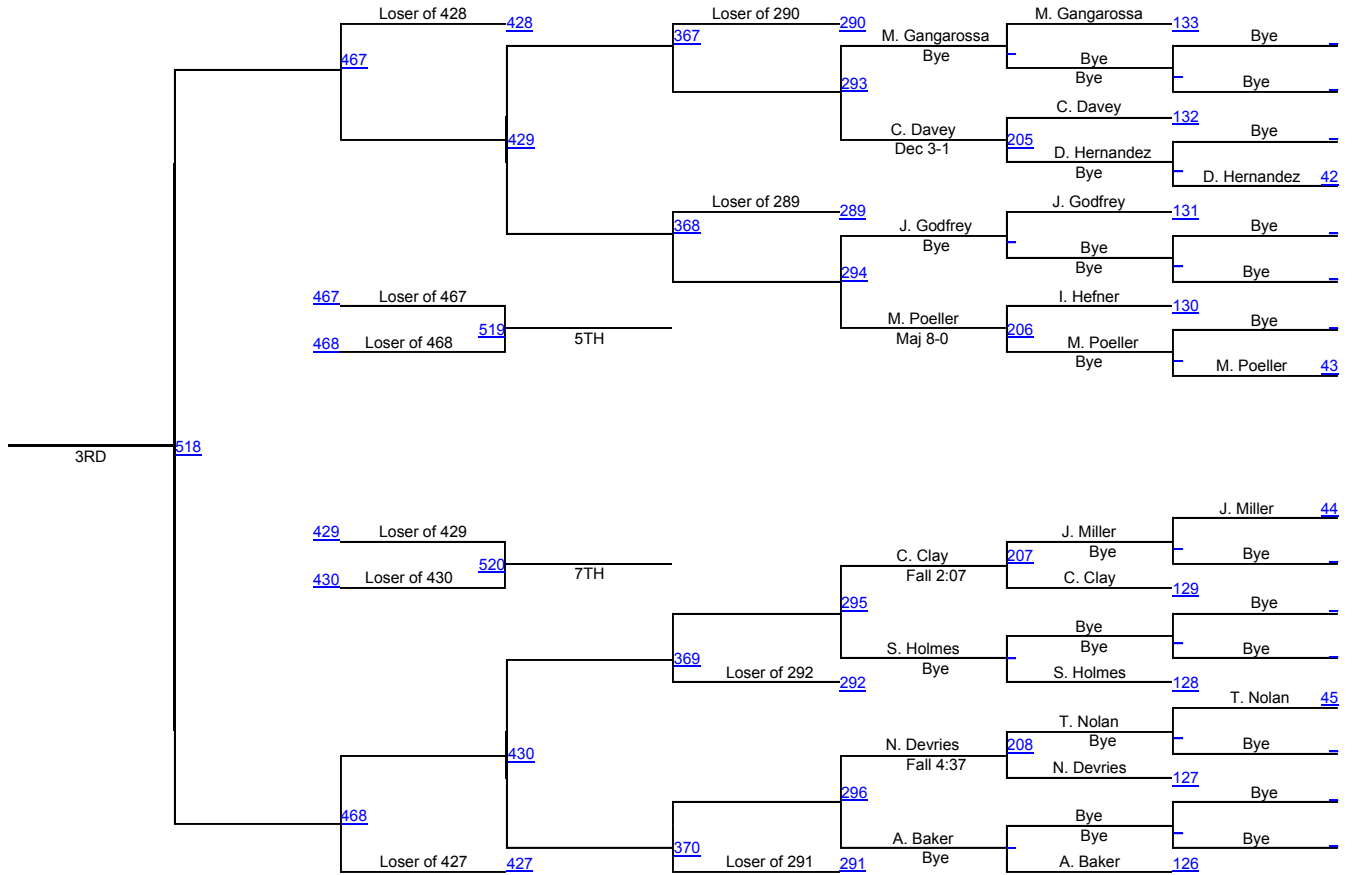 Loser of 428 428
Loser of 290 290
M. Gangarossa 133
467
367
M. Gangarossa
Bye
Bye
Bye
Bye
Bye
293
C. Davey 132
429
C. Davey
Dec 3-1
205
Bye
D. Hernandez
Bye
D. Hernandez 42
Loser of 289 289
J. Godfrey 131
368
J. Godfrey
Bye
Bye
Bye
Bye
Bye
294
467 Loser of 467
I. Hefner 130
519
5TH
M. Poeller
Maj 8-0
206
Bye
468 Loser of 468
M. Poeller
Bye
M. Poeller 43
518
3RD
J. Miller 44
429 Loser of 429
J. Miller
Bye
Bye
520
7TH
C. Clay
Fall 2:07
207
430 Loser of 430
C. Clay 129
295
Bye
Bye
Bye
Bye
S. Holmes
Bye
369
Loser of 292 292
S. Holmes 128
T. Nolan 45
430
N. Devries
Fall 4:37
208
T. Nolan
Bye
Bye
N. Devries 127
296
Bye
468
Bye
Bye
Bye
370
A. Baker
Bye
Loser of 427 427
Loser of 291 291
A. Baker 126